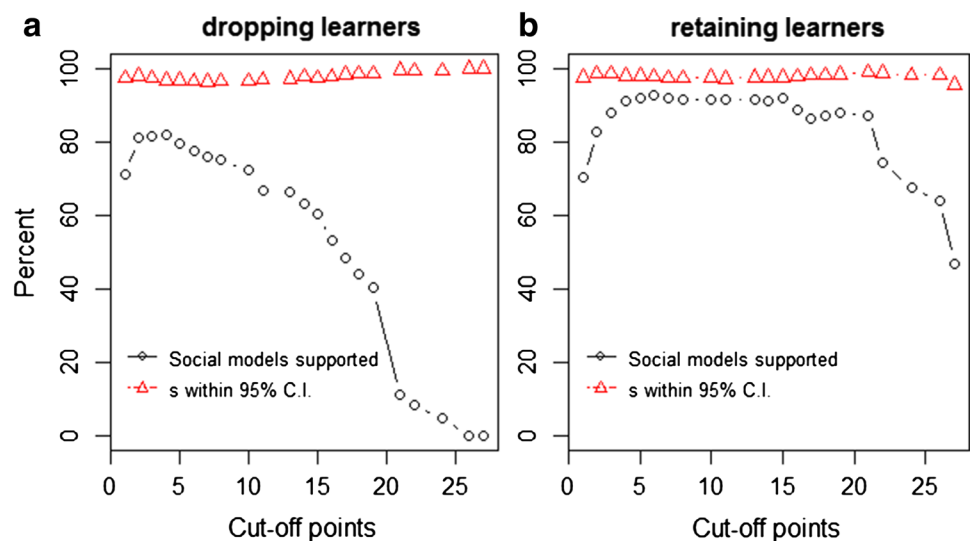 a dropping learners
b retaining learners
Percent
100
80
60
40
20
0
Social models supported
s within 95% C.I.
0 5 10 15 20 25
Cut-off points
100
80
60
40
20
0
Social models supported
s within 95% C.I.
0 5 10 15 20 25
Cut-off points